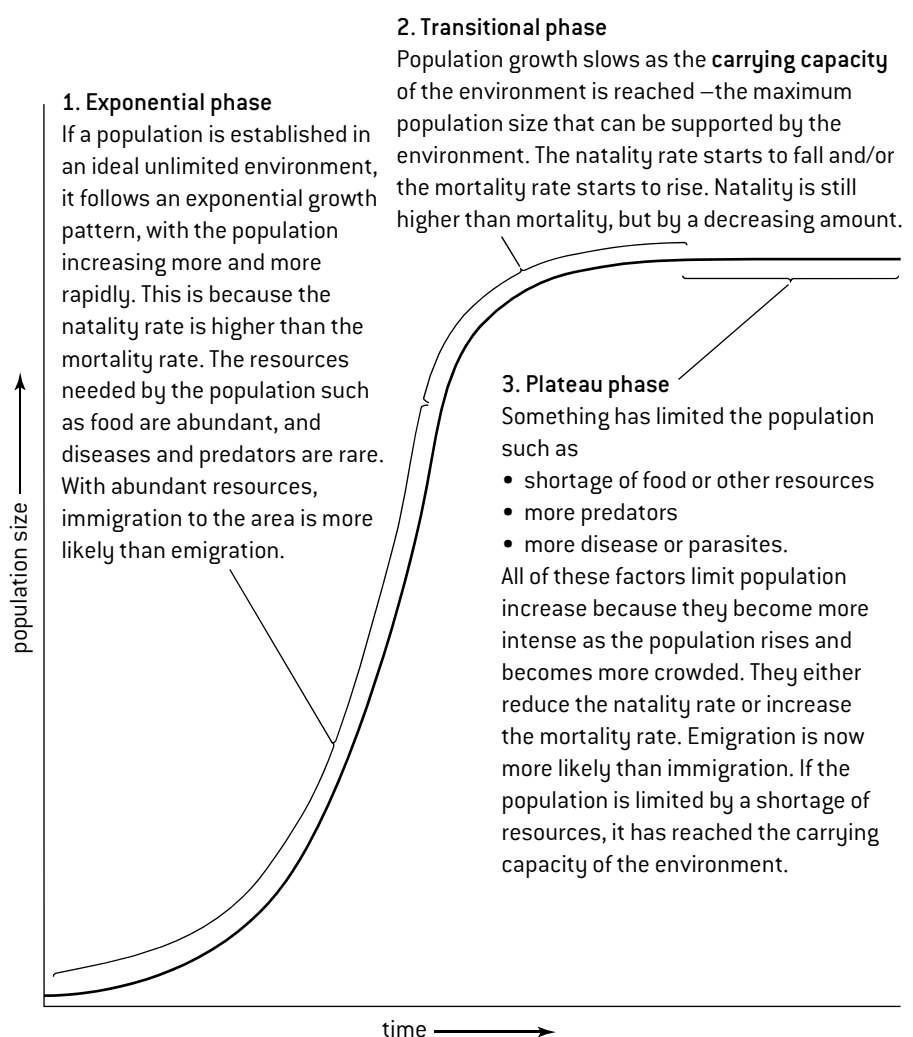 2. Transitional phase
Population growth slows as the carrying capacity
of the environment is reached –the maximum
population size that can be supported by the
environment. The natality rate starts to fall and/or
the mortality rate starts to rise. Natality is still
higher than mortality, but by a decreasing amount.
1. Exponential phase
If a population is established in
an ideal unlimited environment,
it follows an exponential growth
pattern, with the population
increasing more and more
rapidly. This is because the
natality rate is higher than the
mortality rate. The resources
needed by the population such
as food are abundant, and
diseases and predators are rare.
With abundant resources,
immigration to the area is more
likely than emigration.
3. Plateau phase
Something has limited the population
such as
• shortage of food or other resources
• more predators
• more disease or parasites.
All of these factors limit population
increase because they become more
intense as the population rises and
becomes more crowded. They either
reduce the natality rate or increase
the mortality rate. Emigration is now
more likely than immigration. If the
population is limited by a shortage of
resources, it has reached the carrying
capacity of the environment.
population size
time